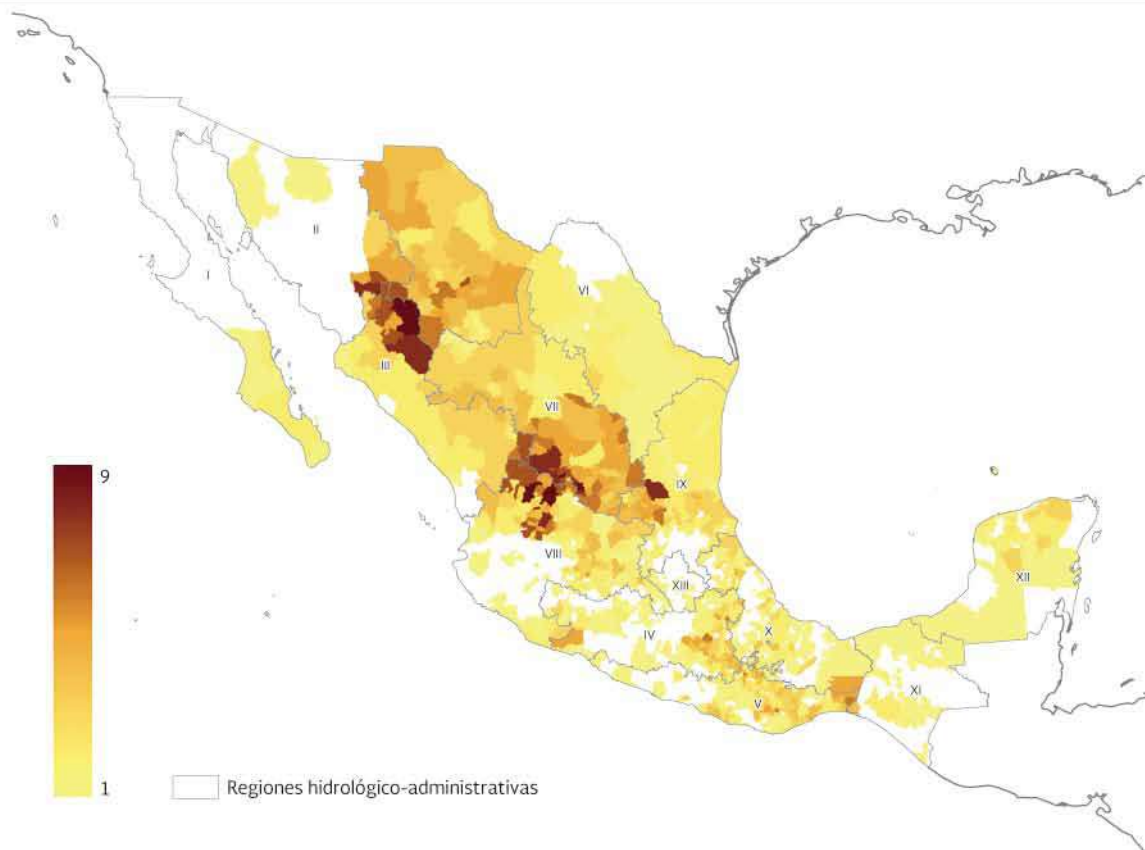 II
I
VI
III
VII
9
IX
VIII
XII
XIII
IV
X
XI
V
1
Regiones hidrológico-administrativas